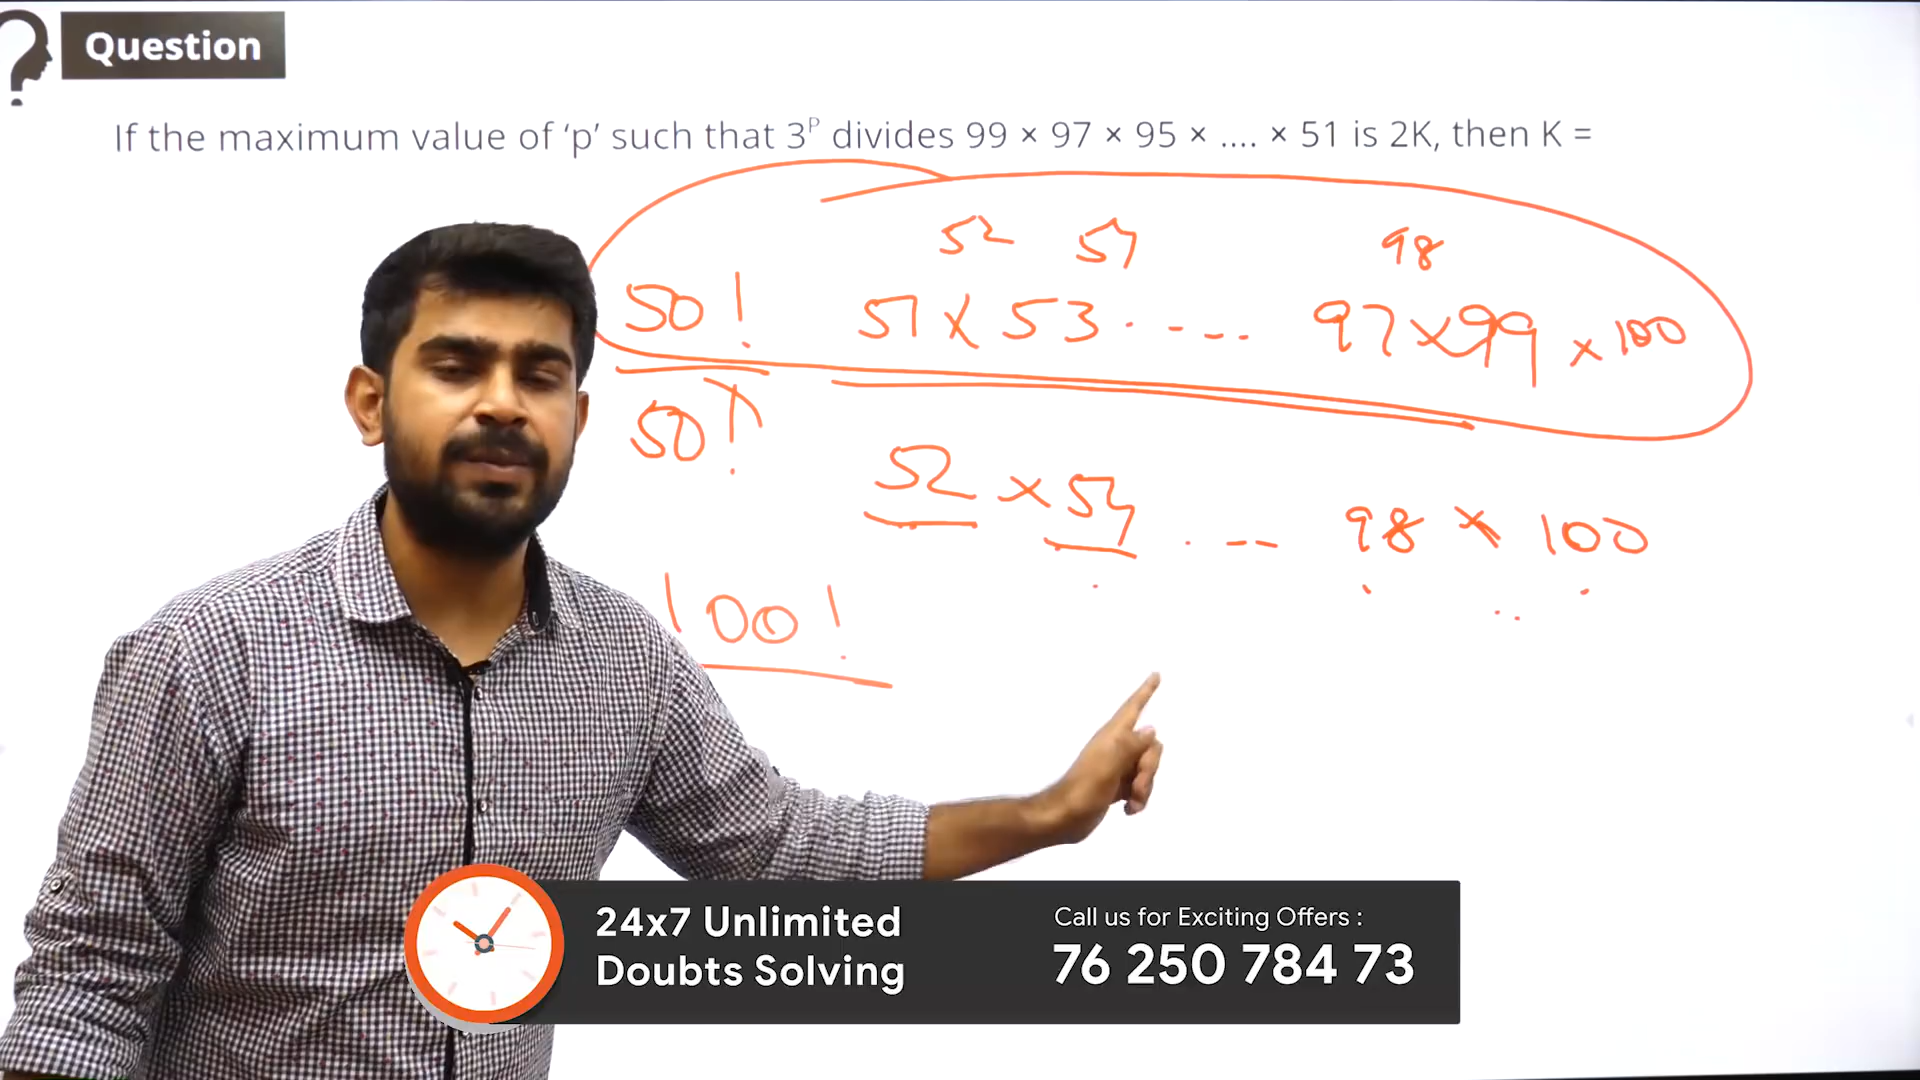 Question
If the maximum value of ‘p’ such that 3ᵖ divides 99 × 97 × 95 × .... × 51 is 2K, then K =
52 54 98
50! 51 × 53 . - - - 97 × 99 × 100
50!
52 × 54 . - - 98 × 100
100!
24x7 Unlimited
Doubts Solving
Call us for Exciting Offers :
76 250 784 73